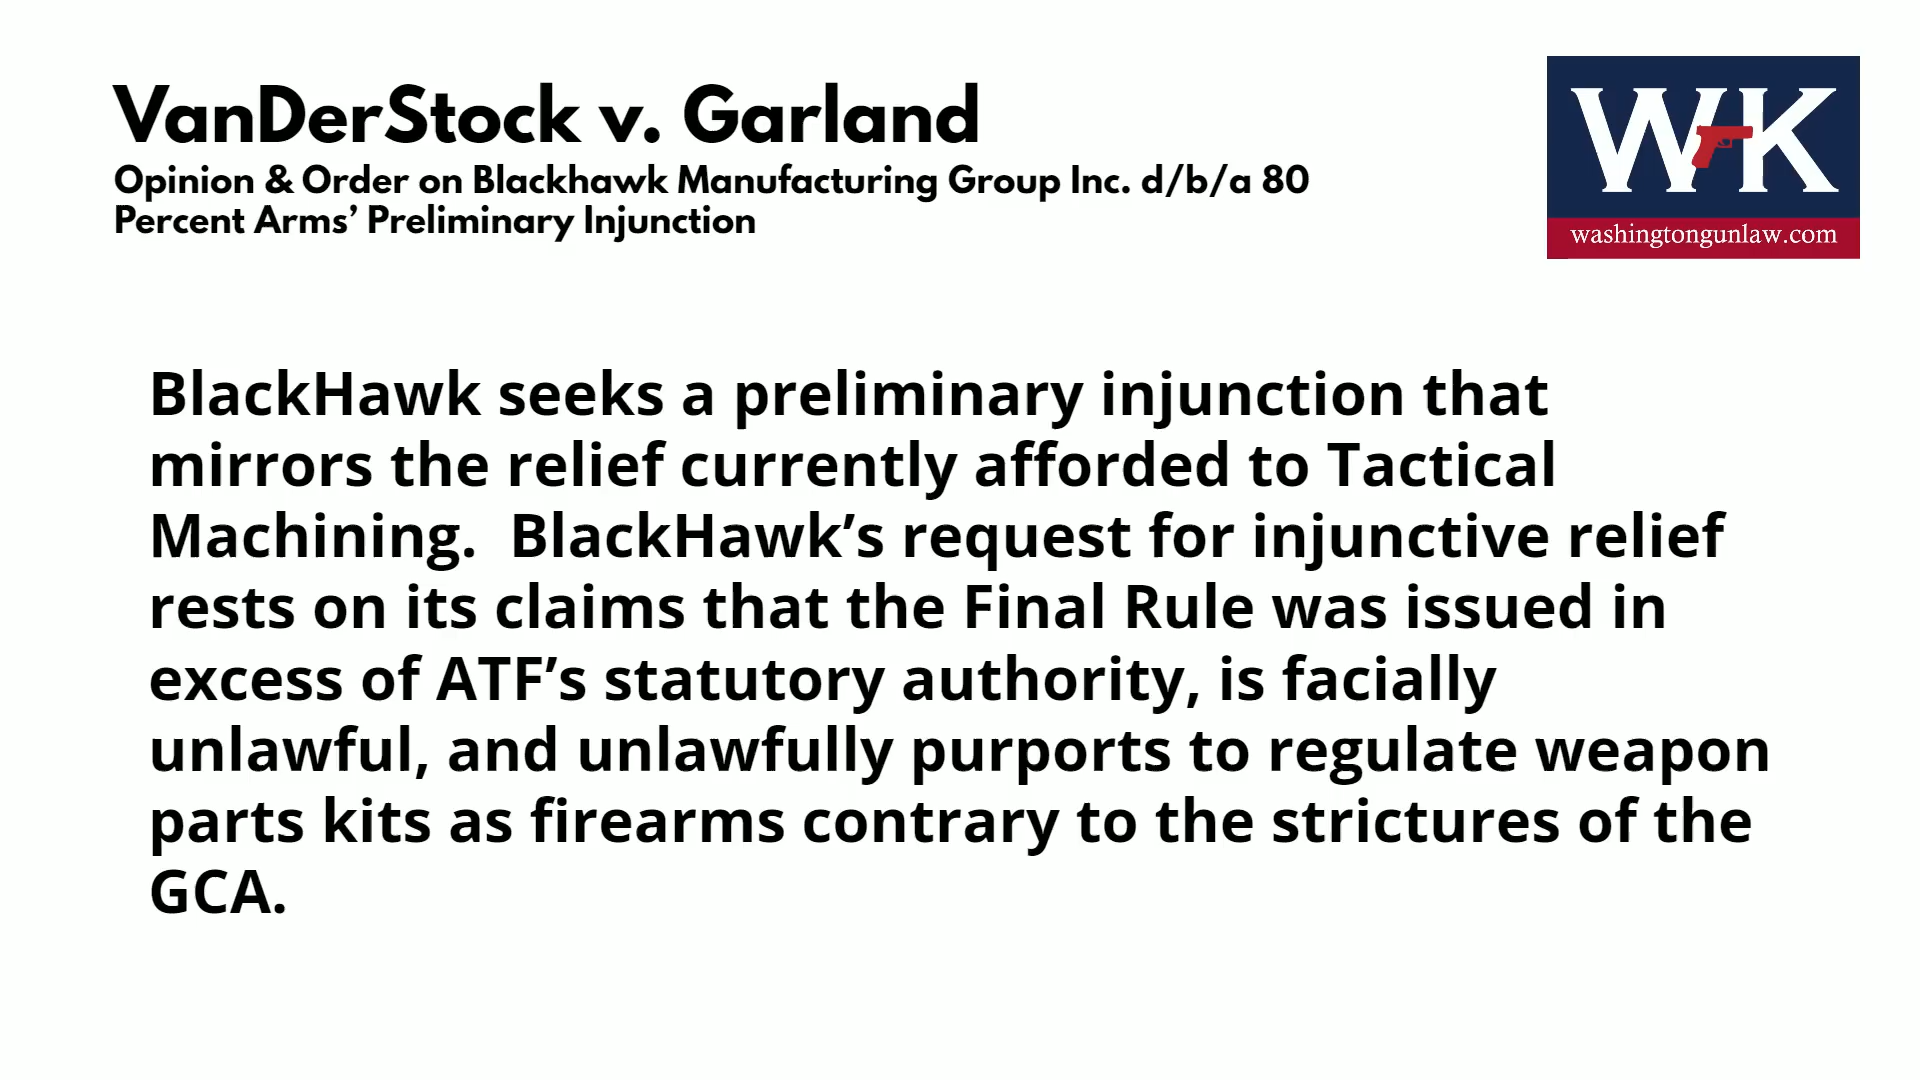 VanDerStock v. Garland
Opinion & Order on Blackhawk Manufacturing Group Inc. d/b/a 80
Percent Arms’ Preliminary Injunction
WK
washingtongunlaw.com
BlackHawk seeks a preliminary injunction that
mirrors the relief currently afforded to Tactical
Machining.  BlackHawk’s request for injunctive relief
rests on its claims that the Final Rule was issued in
excess of ATF’s statutory authority, is facially
unlawful, and unlawfully purports to regulate weapon
parts kits as firearms contrary to the strictures of the
GCA.